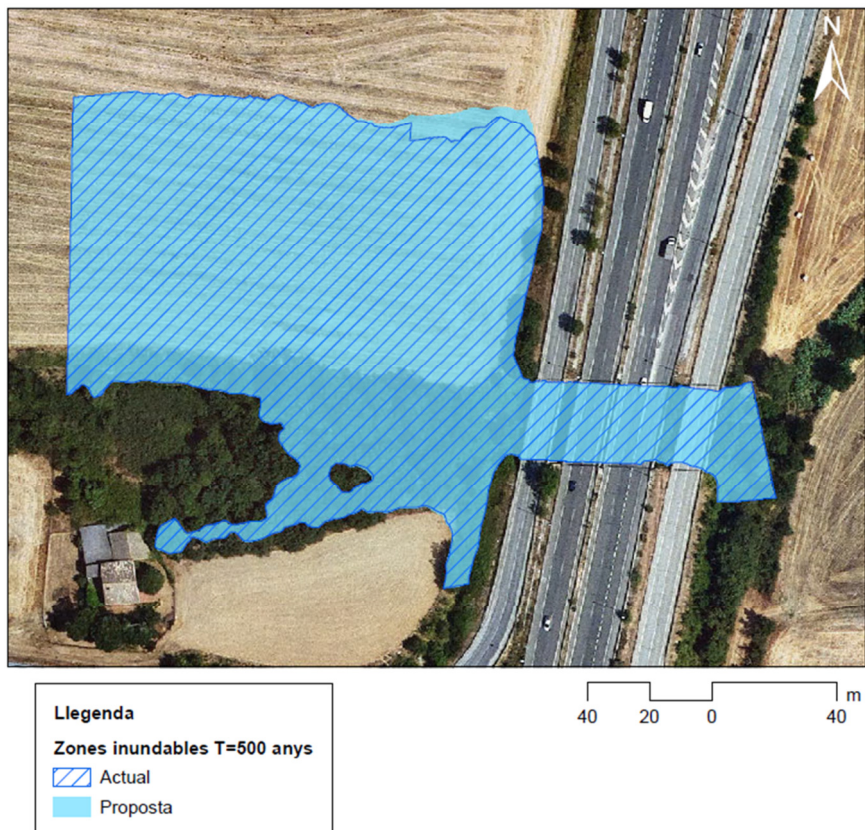 N
40 20 0 40 m
Llegenda
Zones inundables T=500 anys
Actual
Proposta